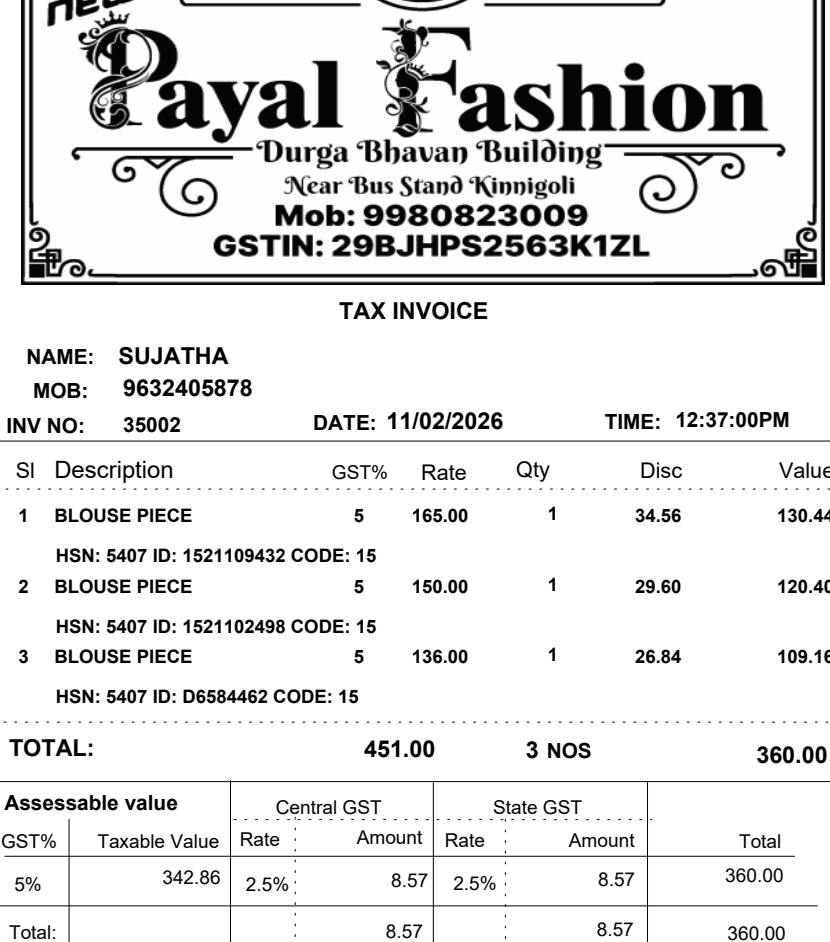 new
Payal Fashion
Durga Bhavan Building
Near Bus Stand Kinnigoli
Mob: 9980823009
GSTIN: 29BJHPS2563K1ZL
TAX INVOICE
NAME: SUJATHA
MOB: 9632405878
INV NO: 35002 DATE: 11/02/2026 TIME: 12:37:00PM
Sl Description GST% Rate Qty Disc Value
1 BLOUSE PIECE 5 165.00 1 34.56 130.44
HSN: 5407 ID: 1521109432 CODE: 15
2 BLOUSE PIECE 5 150.00 1 29.60 120.40
HSN: 5407 ID: 1521102498 CODE: 15
3 BLOUSE PIECE 5 136.00 1 26.84 109.16
HSN: 5407 ID: D6584462 CODE: 15
TOTAL: 451.00 3 NOS 360.00
Assessable value Central GST State GST
GST% Taxable Value Rate Amount Rate Amount Total
5% 342.86 2.5% 8.57 2.5% 8.57 360.00
Total: 8.57 8.57 360.00